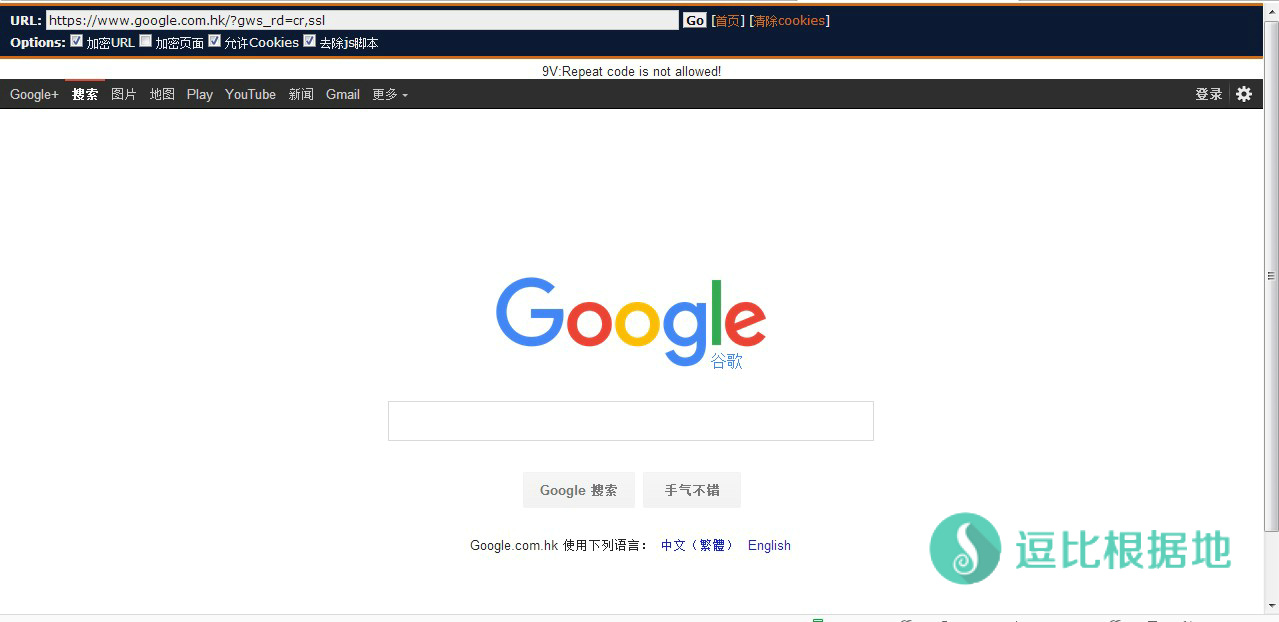 URL: https://www.google.com.hk/?gws_rd=cr,ssl Go [首页] [清除cookies]
Options: 加密URL 加密页面 允许Cookies 去除js脚本
9V:Repeat code is not allowed!
Google+ 搜索 图片 地图 Play YouTube 新闻 Gmail 更多 登录
Google
谷歌
Google 搜索 手气不错
Google.com.hk 使用下列语言： 中文（繁體） English
逗比根据地